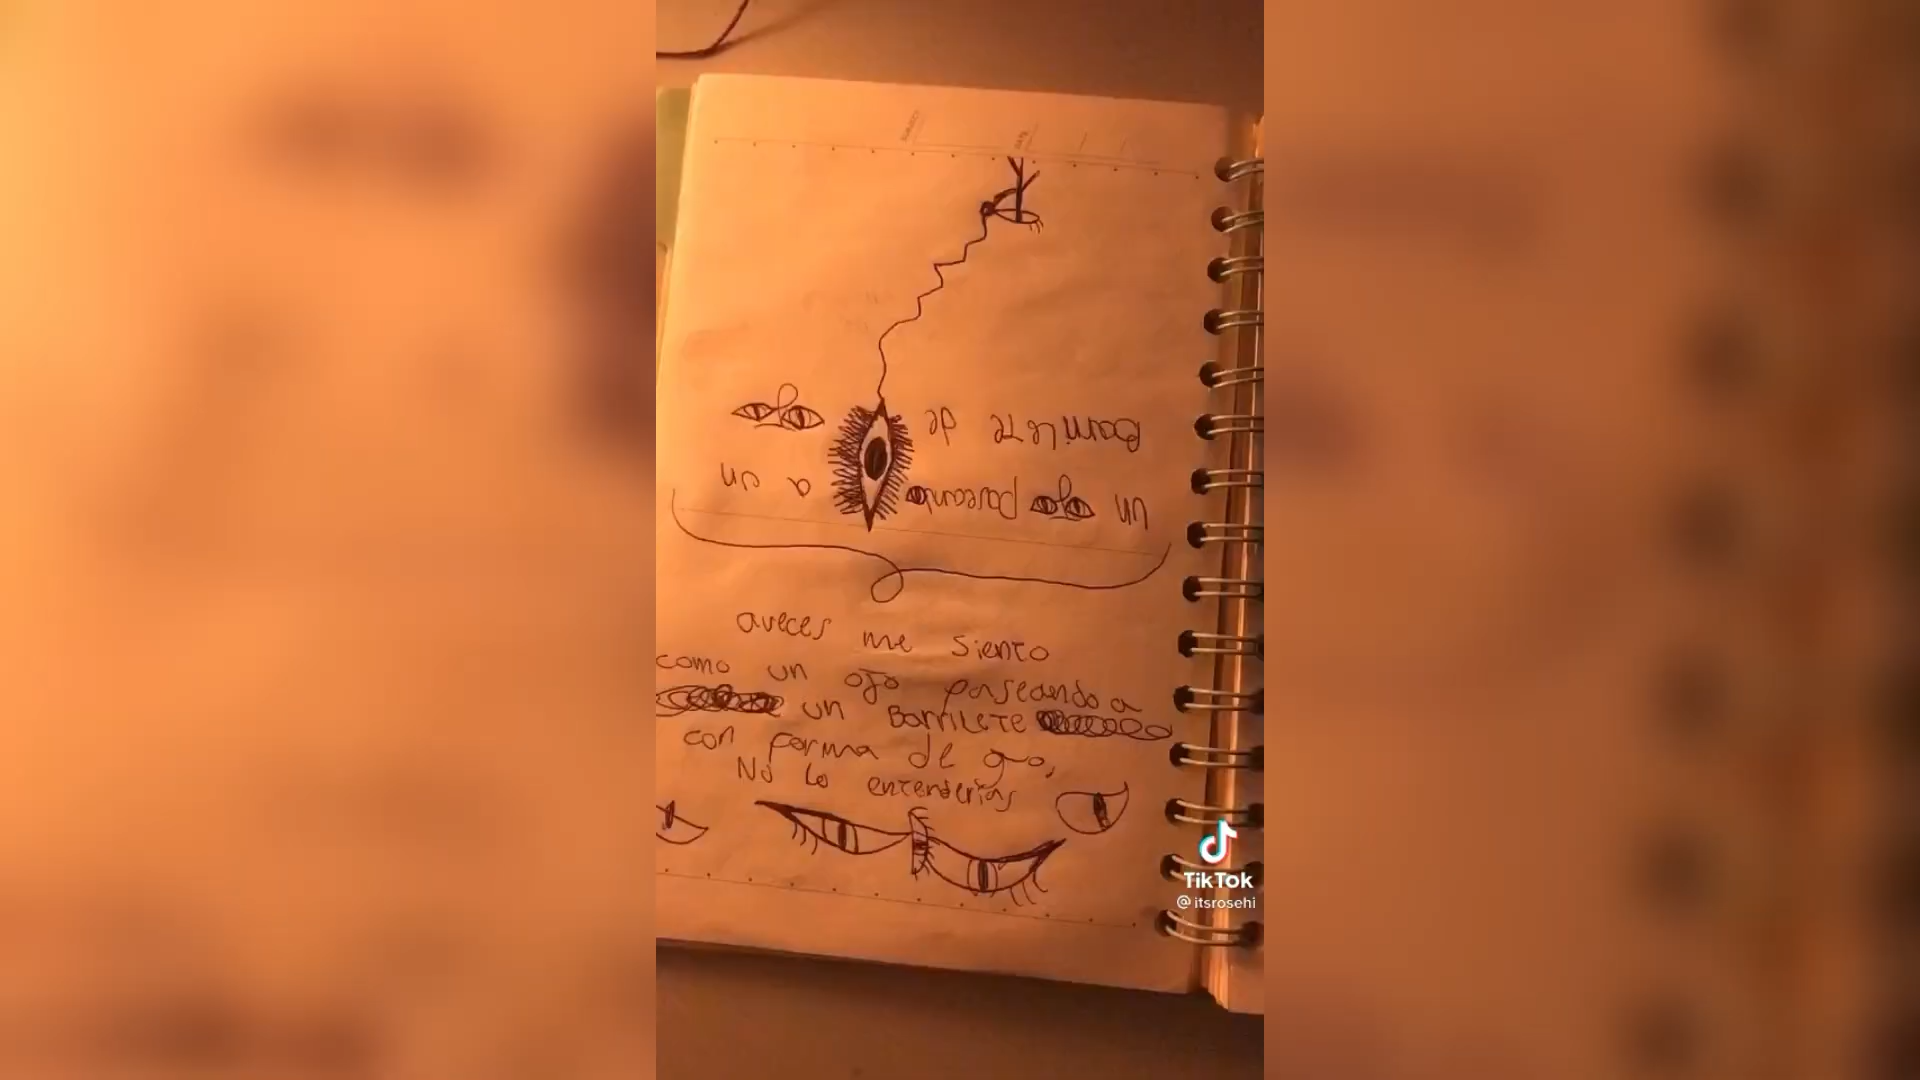 un ojo paseando a un
Barrilete de ojo
aveces me siento
como un ojo paseando a
un Barrilete
con forma de ojo,
No lo entenderias
TikTok
@itsrosehi